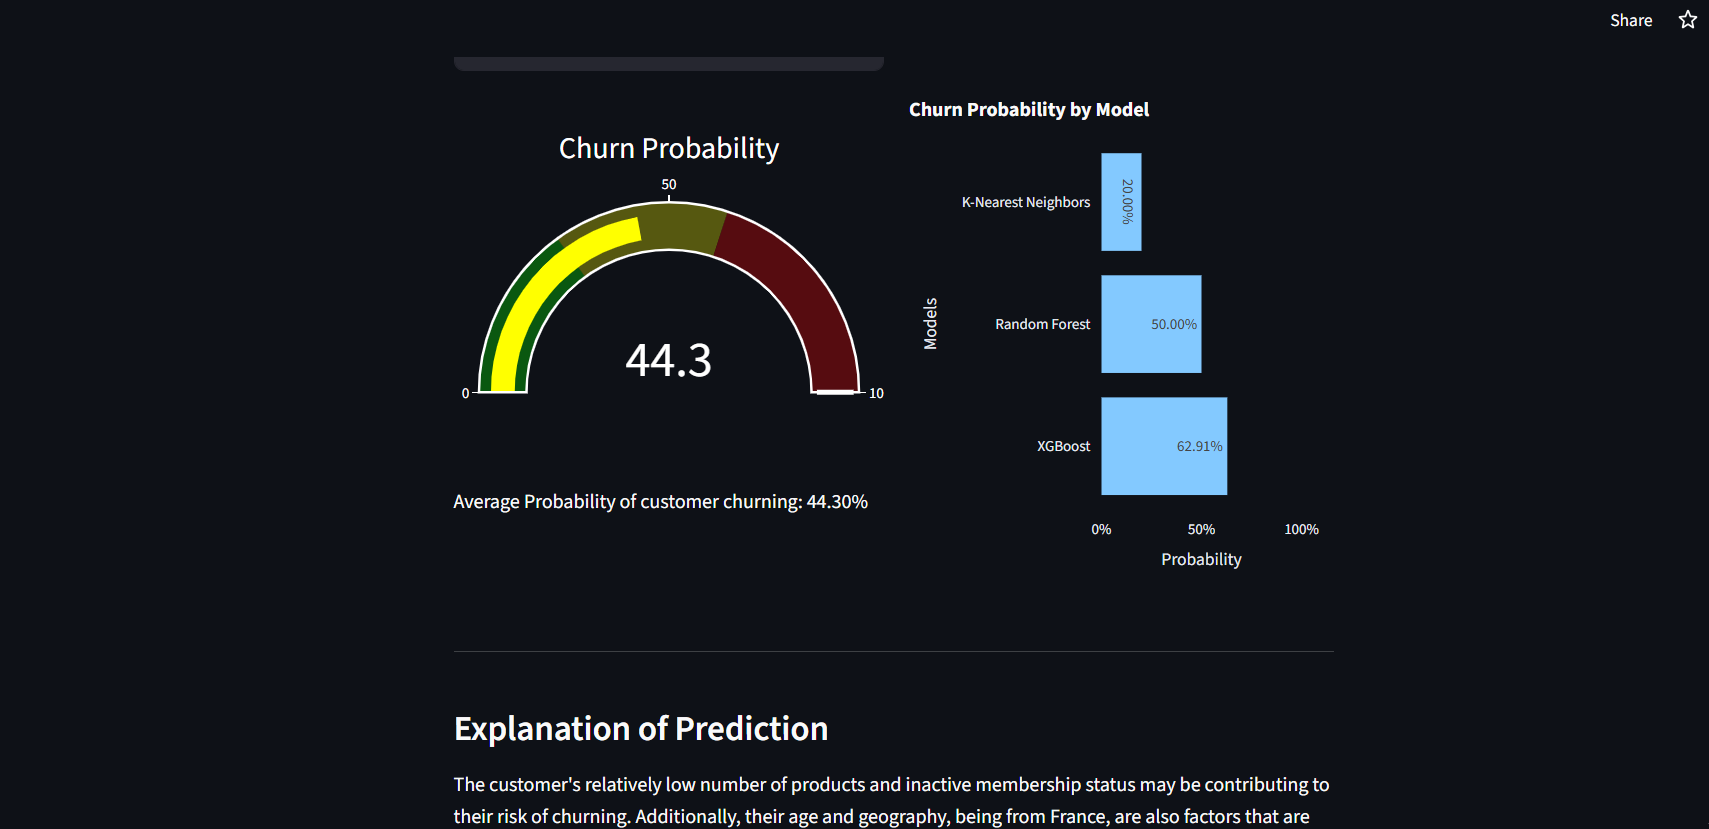 Share
Churn Probability
50
0
10
44.3
Average Probability of customer churning: 44.30%
Churn Probability by Model
Models
K-Nearest Neighbors
20.00%
Random Forest
50.00%
XGBoost
62.91%
0% 50% 100%
Probability
Explanation of Prediction
The customer's relatively low number of products and inactive membership status may be contributing to
their risk of churning. Additionally, their age and geography, being from France, are also factors that are